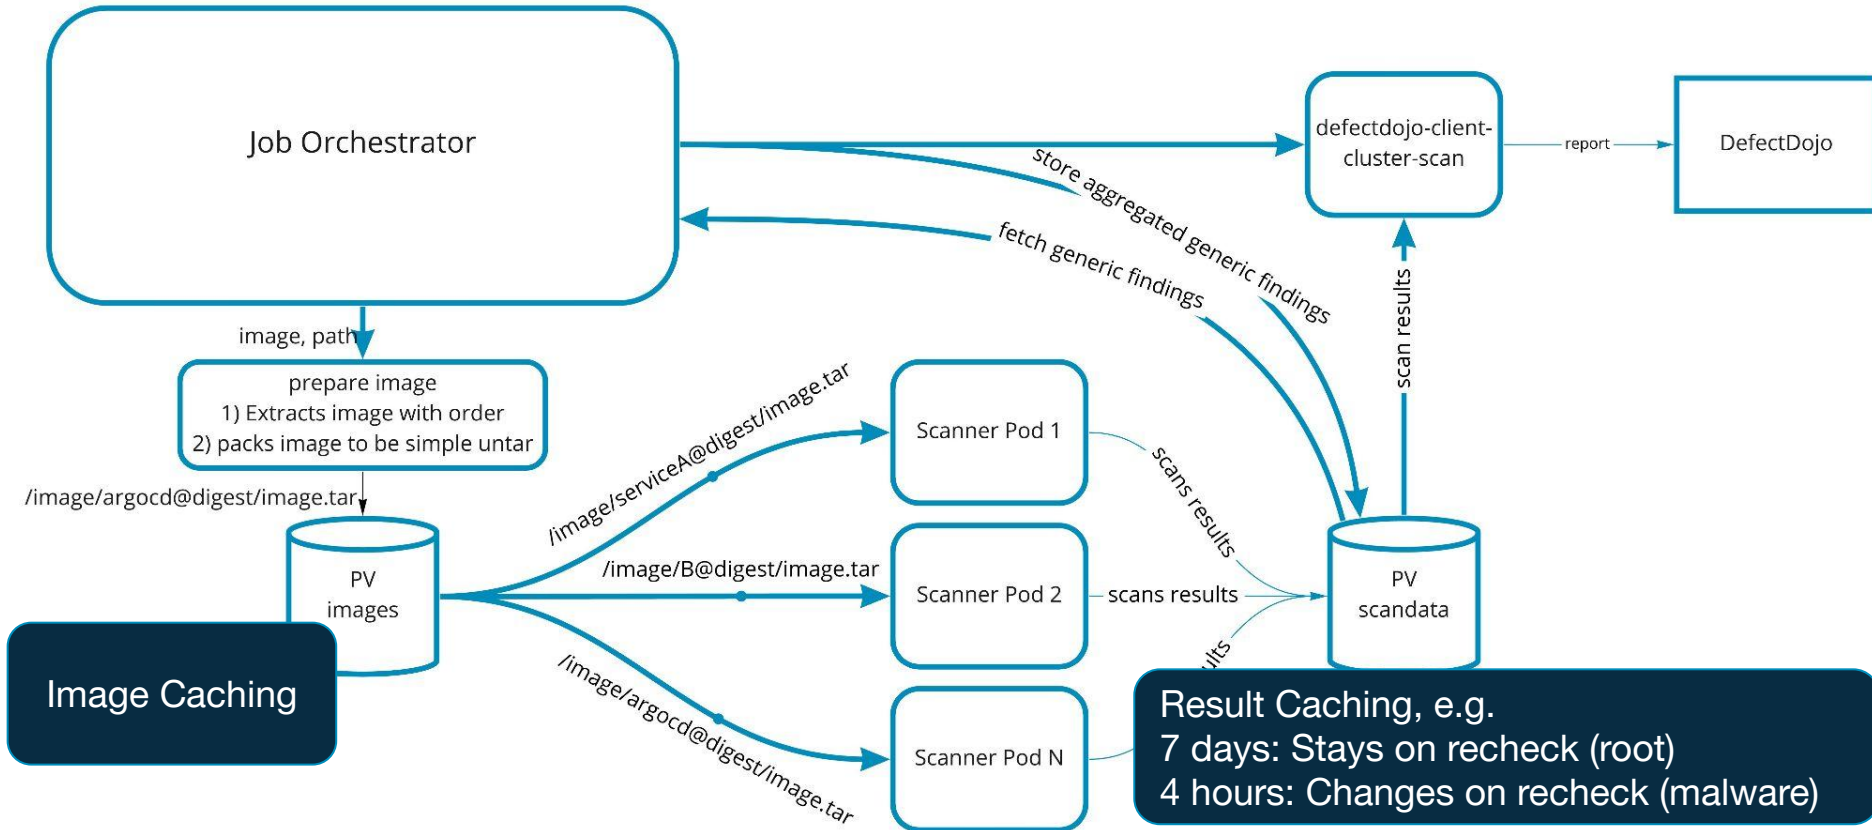 Job Orchestrator
defectdojo-client-
cluster-scan
report
DefectDojo
store aggregated generic findings
fetch generic findings
scan results
image, path
prepare image
1) Extracts image with order
2) packs image to be simple untar
/image/argocd@digest/image.tar
PV
images
/image/serviceA@digest/image.tar
/image/B@digest/image.tar
/image/argocd@digest/image.tar
Scanner Pod 1
Scanner Pod 2
Scanner Pod N
scans results
scans results
PV
scandata
Image Caching
Result Caching, e.g.
7 days: Stays on recheck (root)
4 hours: Changes on recheck (malware)